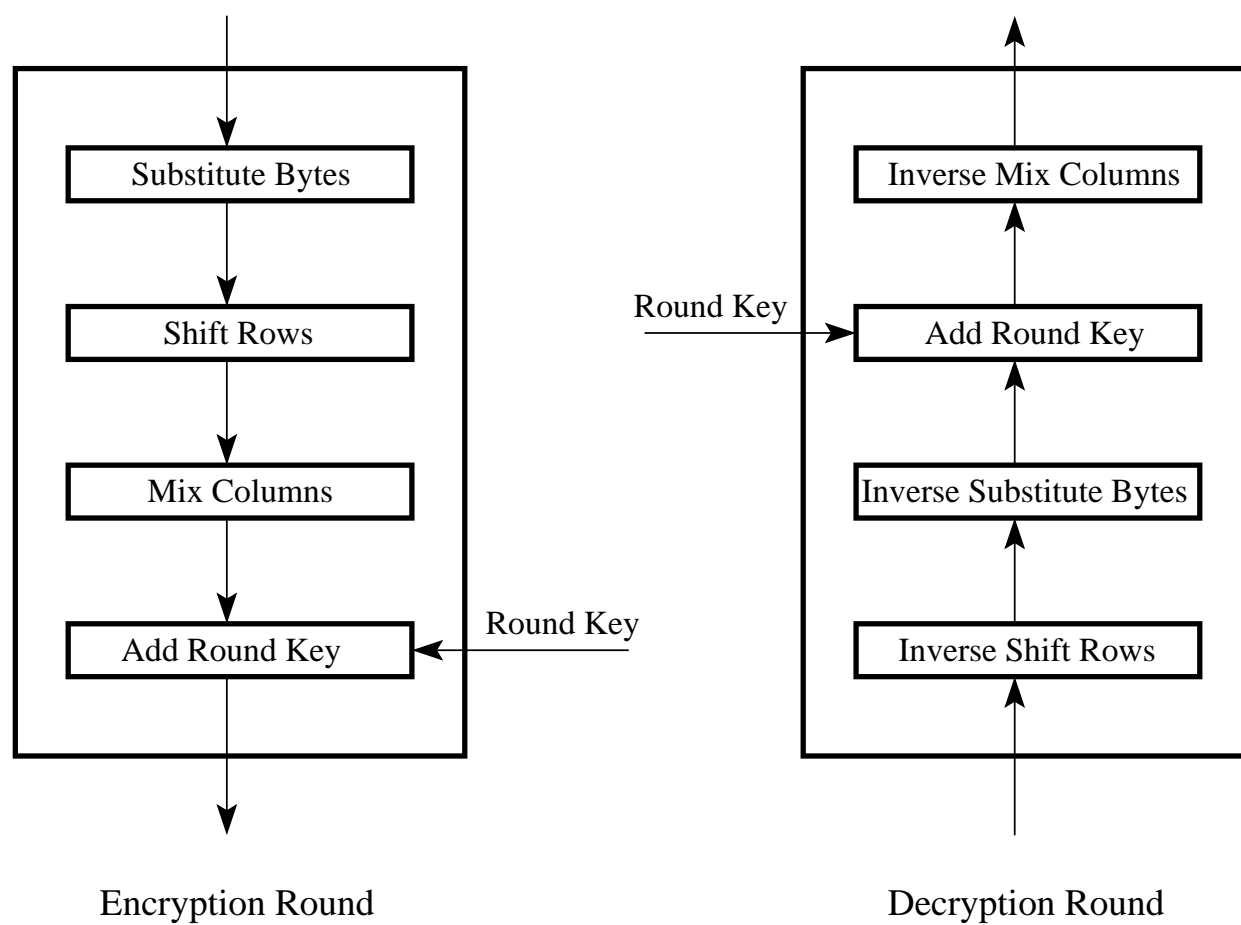 Substitute Bytes
Shift Rows
Mix Columns
Add Round Key
Round Key
Encryption Round
Inverse Mix Columns
Round Key
Add Round Key
Inverse Substitute Bytes
Inverse Shift Rows
Decryption Round